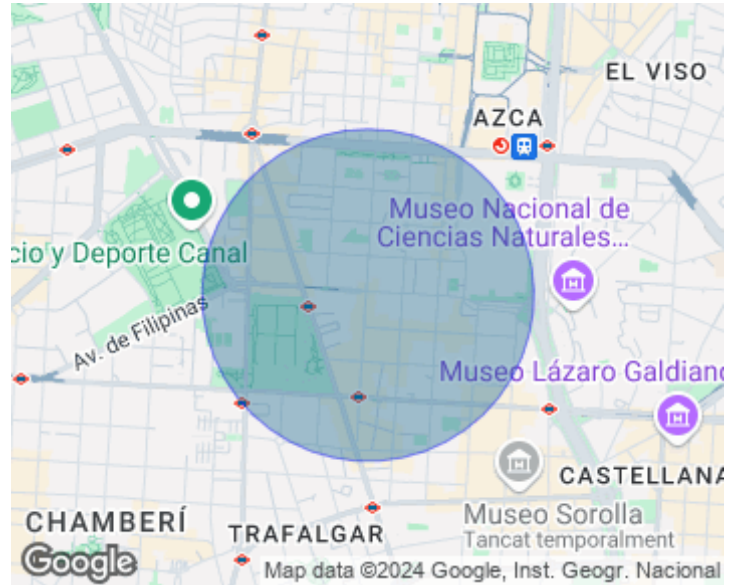 EL VISO
AZCA
Museo Nacional de
Ciencias Naturales...
cio y Deporte Canal
Av. de Filipinas
Museo Lázaro Galdiano
CASTELLANA
Museo Sorolla
Tancat temporalment
CHAMBERÍ
TRAFALGAR
Google
Map data ©2024 Google, Inst. Geogr. Nacional